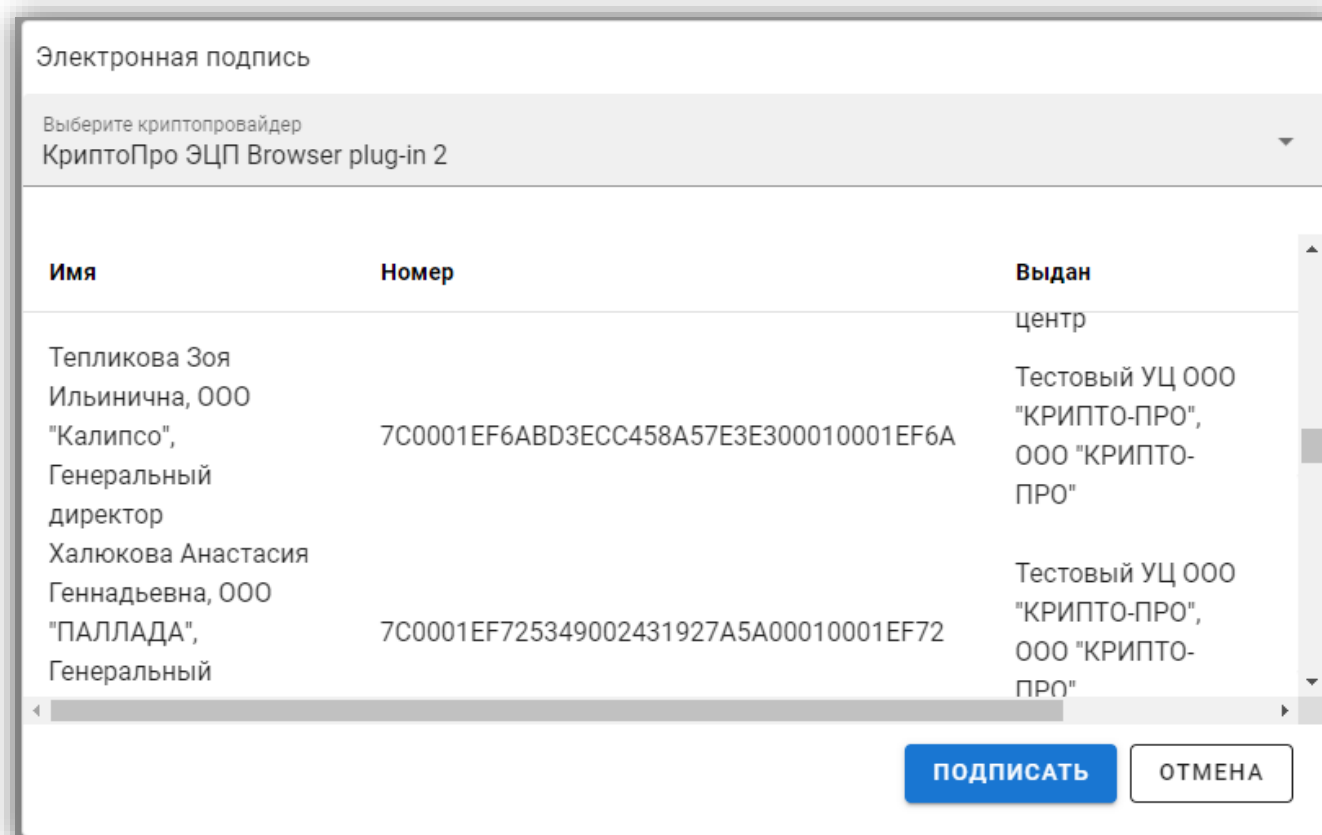 Электронная подпись
Выберите криптопровайдер
КриптоПро ЭЦП Browser plug-in 2
Имя
Номер
Выдан
центр
Тепликова Зоя
Ильинична, ООО
"Калипсо",
Генеральный
директор
7C0001EF6ABD3ECC458A57E3E300010001EF6A
Тестовый УЦ ООО
"КРИПТО-ПРО",
ООО "КРИПТО-
ПРО"
Халюкова Анастасия
Геннадьевна, ООО
"ПАЛЛАДА",
Генеральный
7C0001EF725349002431927A5A00010001EF72
Тестовый УЦ ООО
"КРИПТО-ПРО",
ООО "КРИПТО-
ПРО"
ПОДПИСАТЬ
ОТМЕНА